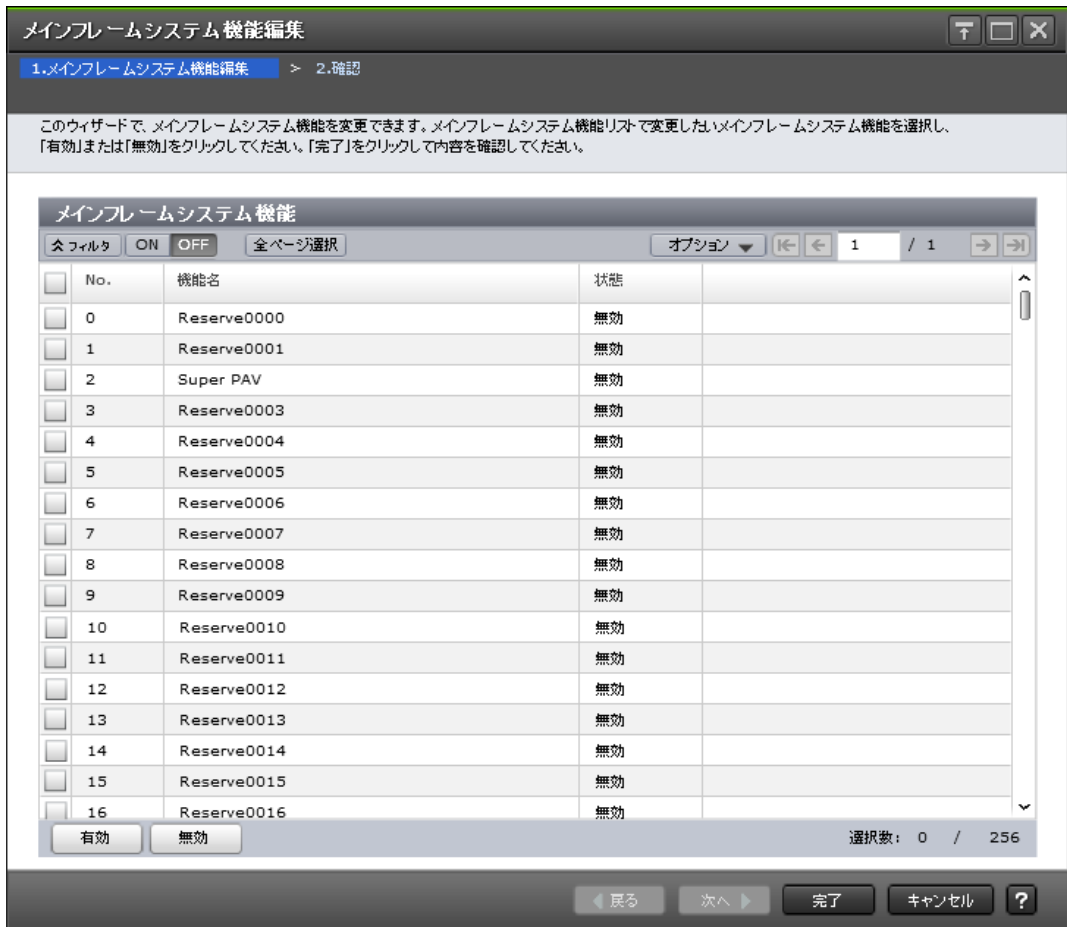 メインフレームシステム機能編集
1.メインフレームシステム機能編集 > 2.確認
このウィザードで、メインフレームシステム機能を変更できます。メインフレームシステム機能リストで変更したいメインフレームシステム機能を選択し、
「有効」または「無効」をクリックしてください。「完了」をクリックして内容を確認してください。
メインフレームシステム機能
フィルタ ON OFF 全ページ選択 オプション 1 / 1
No. 機能名 状態
0 Reserve0000 無効
1 Reserve0001 無効
2 Super PAV 無効
3 Reserve0003 無効
4 Reserve0004 無効
5 Reserve0005 無効
6 Reserve0006 無効
7 Reserve0007 無効
8 Reserve0008 無効
9 Reserve0009 無効
10 Reserve0010 無効
11 Reserve0011 無効
12 Reserve0012 無効
13 Reserve0013 無効
14 Reserve0014 無効
15 Reserve0015 無効
16 Reserve0016 無効
有効 無効 選択数: 0 / 256
戻る 次へ 完了 キャンセル ?